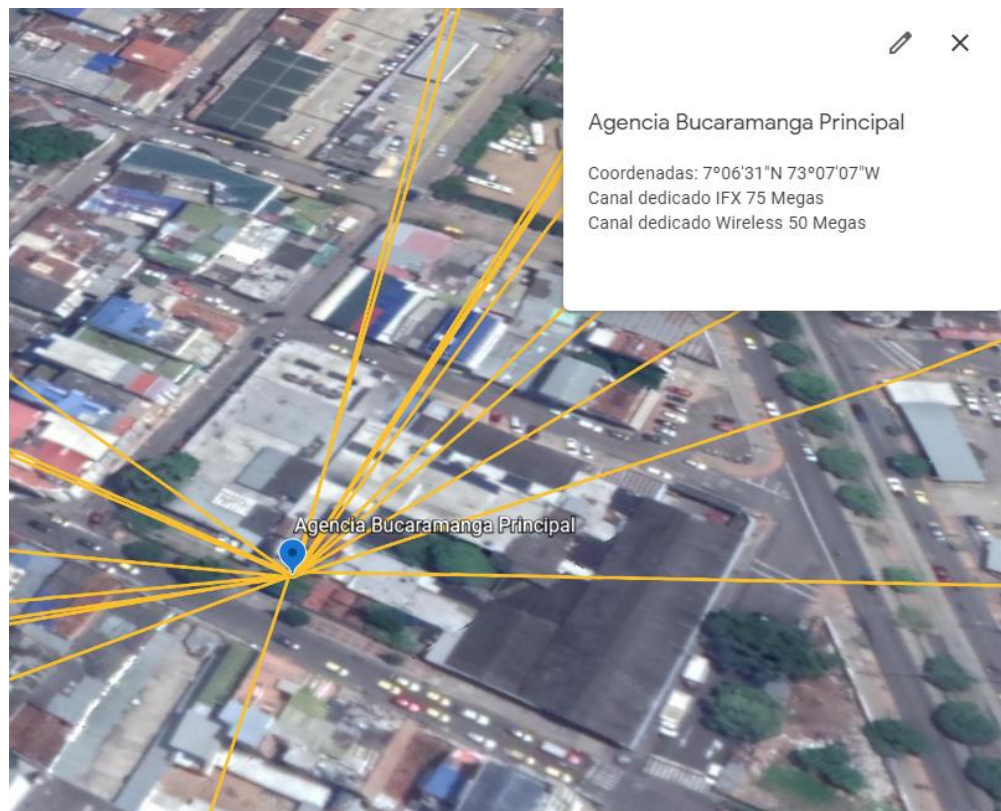 Agencia Bucaramanga Principal
Coordenadas: 7°06'31"N 73°07'07"W
Canal dedicado IFX 75 Megas
Canal dedicado Wireless 50 Megas
Agencia Bucaramanga Principal